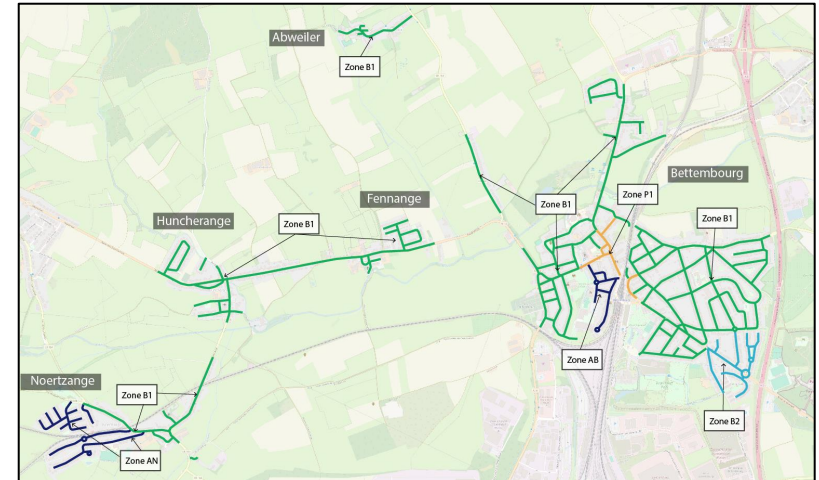 Abweiler
Zone B1
Bettembourg
Fennange
Zone P1
Huncherange
Zone B1
Zone B1
Zone B1
Zone AB
Noertzange
Zone B1
Zone B2
Zone AN